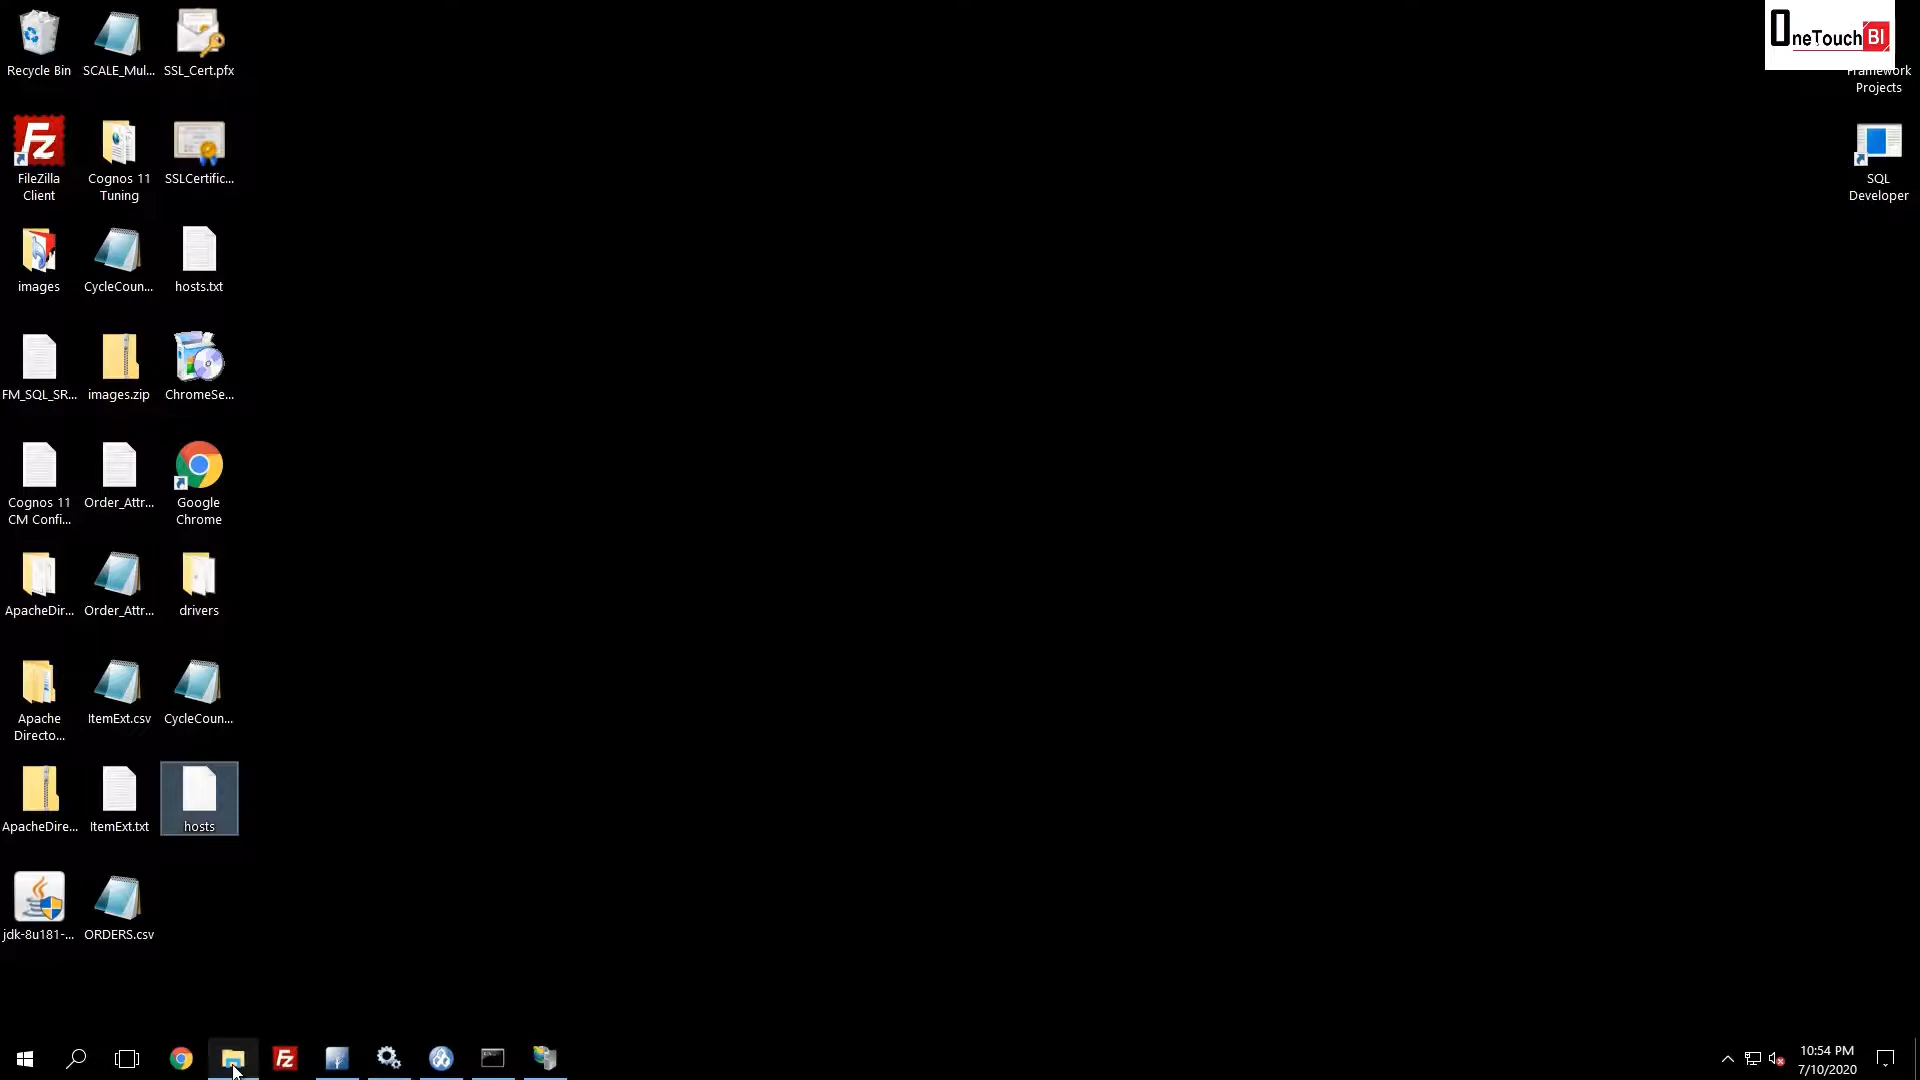 Recycle Bin
SCALE_Mul...
SSL_Cert.pfx
OneTouchBI
Framework
Projects
FileZilla
Client
Cognos 11
Tuning
SSLCertific...
SQL
Developer
images
CycleCoun...
hosts.txt
FM_SQL_SR...
images.zip
ChromeSe...
Cognos 11
CM Confi...
Order_Attr...
Google
Chrome
ApacheDir...
Order_Attr...
drivers
Apache
Directo...
ItemExt.csv
CycleCoun...
ApacheDire...
ItemExt.txt
hosts
jdk-8u181-...
ORDERS.csv
10:54 PM
7/10/2020